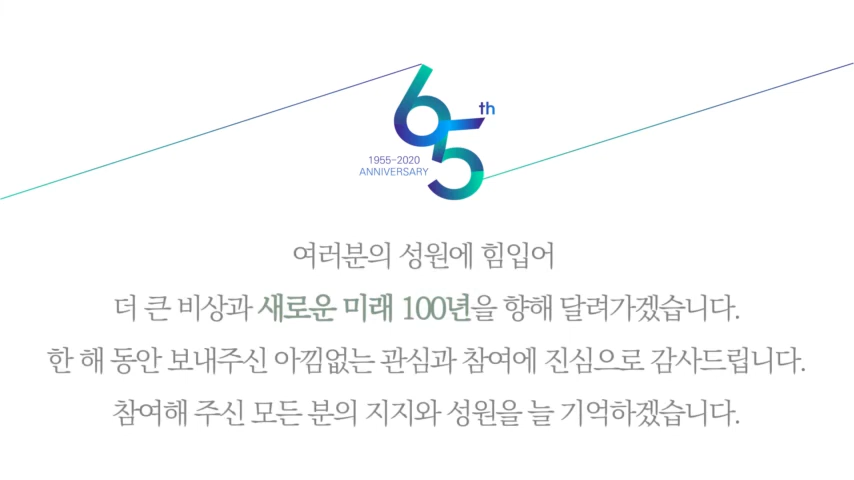 65th
1955-2020
ANNIVERSARY
여러분의 성원에 힘입어
더 큰 비상과 새로운 미래 100년을 향해 달려가겠습니다.
한 해 동안 보내주신 아낌없는 관심과 참여에 진심으로 감사드립니다.
참여해 주신 모든 분의 지지와 성원을 늘 기억하겠습니다.